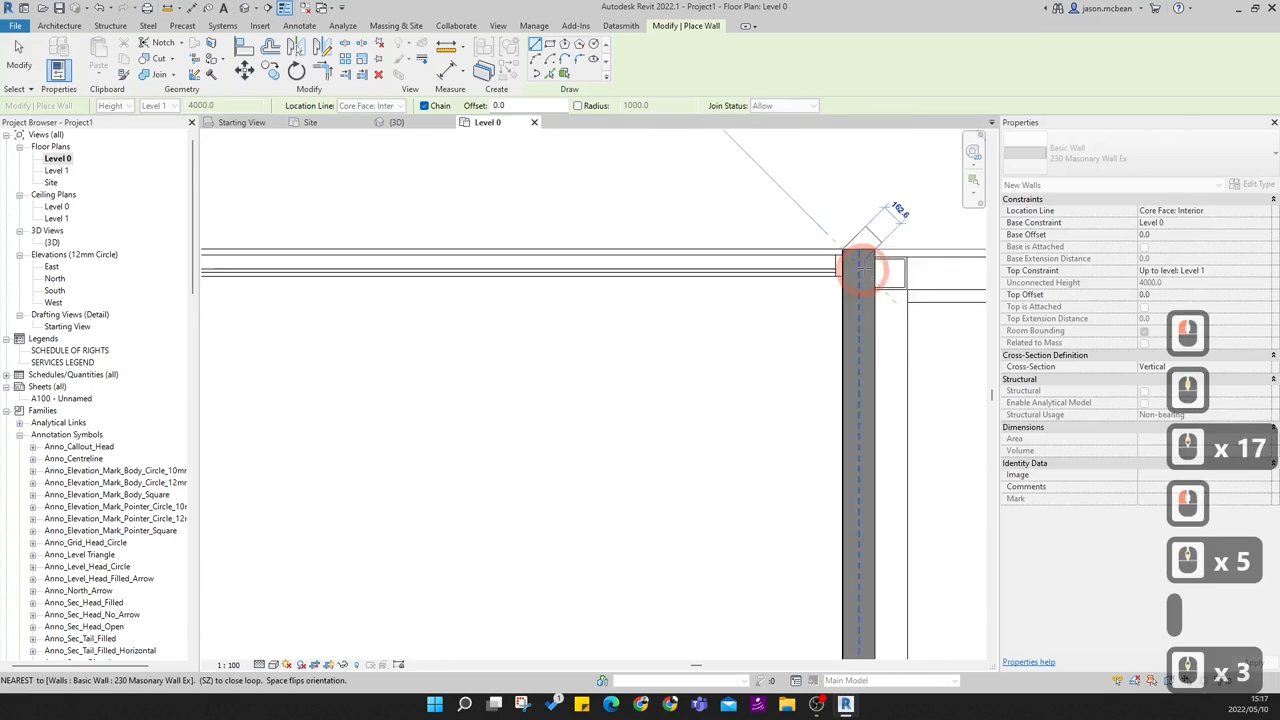 Autodesk Revit 2022.1 - Project1 - Floor Plan: Level 0
jason.mcbean
File Architecture Structure Steel Precast Systems Insert Annotate Analyze Massing & Site Collaborate View Manage Add-Ins Datasmith Modify | Place Wall
Modify
Paste
Notch
Cut
Join
Select Properties Clipboard Geometry Modify View Measure Create Draw
Modify | Place Wall Height Level 1 4000.0 Location Line: Core Face: Inter Chain Offset: 0.0 Radius: 1000.0 Join Status: Allow
Project Browser - Project1
Starting View Site {3D} Level 0
Properties
Views (all)
Floor Plans
Level 0
Level 1
Site
Ceiling Plans
Level 0
Level 1
3D Views
{3D}
Elevations (12mm Circle)
East
North
South
West
Drafting Views (Detail)
Starting View
Legends
SCHEDULE OF RIGHTS
SERVICES LEGEND
Schedules/Quantities (all)
Sheets (all)
A100 - Unnamed
Families
Analytical Links
Annotation Symbols
Anno_Callout_Head
Anno_Centreline
Anno_Elevation_Mark_Body_Circle_10mr
Anno_Elevation_Mark_Body_Circle_12mr
Anno_Elevation_Mark_Body_Square
Anno_Elevation_Mark_Pointer_Circle_10r
Anno_Elevation_Mark_Pointer_Circle_12r
Anno_Elevation_Mark_Pointer_Square
Anno_Grid_Head_Circle
Anno_Level Triangle
Anno_Level_Head_Circle
Anno_Level_Head_Filled_Arrow
Anno_North_Arrow
Anno_Sec_Head_Filled
Anno_Sec_Head_No_Arrow
Anno_Sec_Head_Open
Anno_Sec_Tail_Filled
Anno_Sec_Tail_Filled_Horizontal
162.6
Basic Wall
230 Masonary Wall Ex
New Walls
Edit Type
Constraints
Location Line Core Face: Interior
Base Constraint Level 0
Base Offset 0.0
Base is Attached
Base Extension Distance 0.0
Top Constraint Up to level: Level 1
Unconnected Height 4000.0
Top Offset 0.0
Top is Attached
Top Extension Distance 0.0
Room Bounding
Related to Mass
Cross-Section Definition
Cross-Section Vertical
Structural
Structural
Enable Analytical Model
Structural Usage Non-bearing
Dimensions
Area
Volume
Identity Data
Image
Comments
Mark
x 17
x 5
x 3
Properties help
1 : 100
NEAREST to [Walls : Basic Wall : 230 Masonary Wall Ex]. (SZ) to close loop. Space flips orientation.
:0
Main Model
15:17
2022/05/10